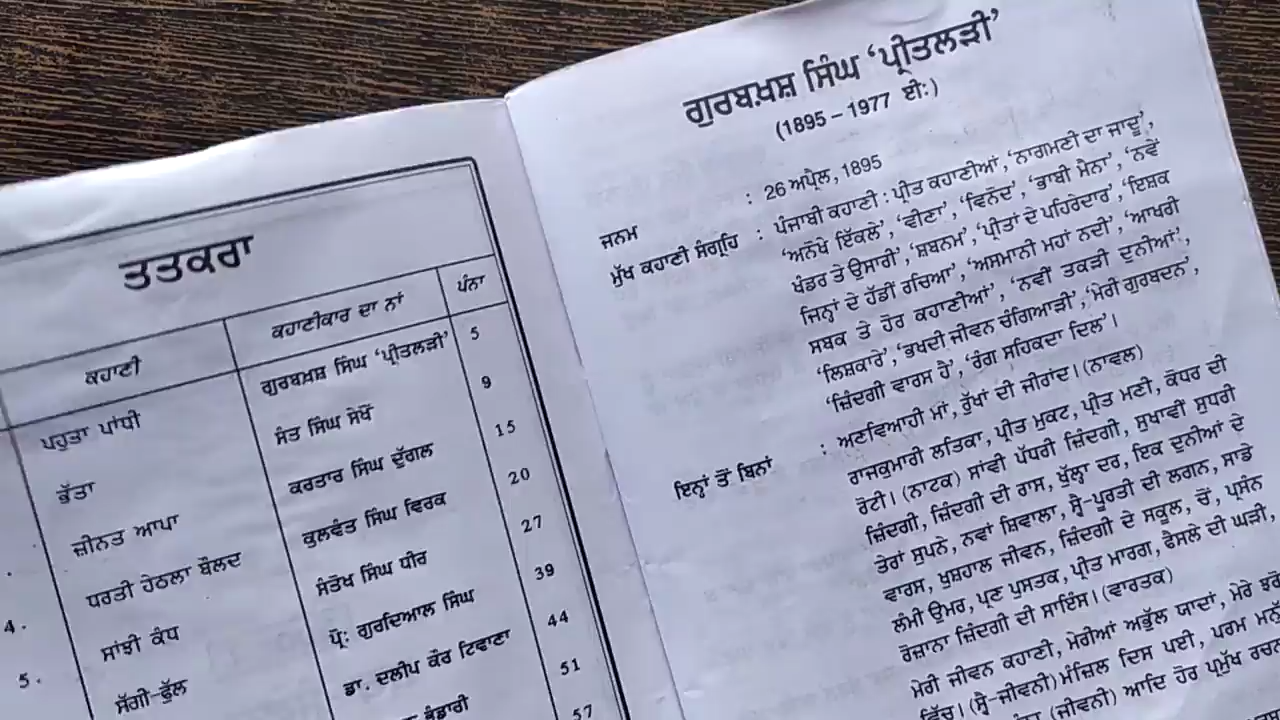 ਤਤਕਰਾ
ਕਹਾਣੀ ਕਹਾਣੀਕਾਰ ਦਾ ਨਾਂ ਪੰਨਾ
ਪਹੁਤਾ ਪਾਂਧੀ ਗੁਰਬਖ਼ਸ਼ ਸਿੰਘ ‘ਪ੍ਰੀਤਲੜੀ’ 5
ਭੱਤਾ ਸੰਤ ਸਿੰਘ ਸੇਖੋਂ 9
ਜ਼ੀਨਤ ਆਪਾ ਕਰਤਾਰ ਸਿੰਘ ਦੁੱਗਲ 15
4. ਧਰਤੀ ਹੇਠਲਾ ਬੌਲਦ ਕੁਲਵੰਤ ਸਿੰਘ ਵਿਰਕ 20
5. ਸਾਂਝੀ ਕੰਧ ਸੰਤੋਖ ਸਿੰਘ ਧੀਰ 27
ਸੱਗੀ-ਫੁੱਲ ਪ੍ਰੋ: ਗੁਰਦਿਆਲ ਸਿੰਘ 39
ਡਾ. ਦਲੀਪ ਕੌਰ ਟਿਵਾਣਾ 44
ਭੰਡਾਰੀ 51
57
ਗੁਰਬਖ਼ਸ਼ ਸਿੰਘ ‘ਪ੍ਰੀਤਲੜੀ’
(1895 – 1977 ਈ:)
ਜਨਮ : 26 ਅਪ੍ਰੈਲ, 1895
ਮੁੱਖ ਕਹਾਣੀ ਸੰਗ੍ਰਹਿ : ਪੰਜਾਬੀ ਕਹਾਣੀ : ਪ੍ਰੀਤ ਕਹਾਣੀਆਂ, ‘ਨਾਗਮਣੀ ਦਾ ਜਾਦੂ’,
‘ਅਨੋਖੇ ਇੱਕਲੇ’, ‘ਵੀਣਾ’, ‘ਵਿਨੋਦ’, ‘ਭਾਬੀ ਮੈਨਾ’, ‘ਨਵੇਂ
ਖੰਡਰ ਤੇ ਉਸਾਰੀ’, ‘ਸ਼ਬਨਮ’, ‘ਪ੍ਰੀਤਾਂ ਦੇ ਪਹਿਰੇਦਾਰ’, ‘ਇਸ਼ਕ
ਜਿਨ੍ਹਾਂ ਦੇ ਹੱਡੀਂ ਰਚਿਆ’, ‘ਅਸਮਾਨੀ ਮਹਾਂ ਨਦੀ’, ‘ਆਖਰੀ
ਸਬਕ ਤੇ ਹੋਰ ਕਹਾਣੀਆਂ’, ‘ਨਵੀਂ ਤਕੜੀ ਦੁਨੀਆਂ’,
‘ਲਿਸ਼ਕਾਰੇ’, ‘ਭਖਦੀ ਜੀਵਨ ਚੰਗਿਆੜੀ’, ‘ਮੇਰੀ ਗੁਰਬਦਨ’,
‘ਜ਼ਿੰਦਗੀ ਵਾਰਸ ਹੈ’, ‘ਰੰਗ ਸਹਿਕਦਾ ਦਿਲ’।
ਇਨ੍ਹਾਂ ਤੋਂ ਬਿਨਾਂ : ਅਣਵਿਆਹੀ ਮਾਂ, ਰੁੱਖਾਂ ਦੀ ਜੀਰਾਂਦ। (ਨਾਵਲ)
ਰਾਜਕੁਮਾਰੀ ਲਤਿਕਾ, ਪ੍ਰੀਤ ਮੁਕਟ, ਪ੍ਰੀਤ ਮਣੀ, ਕੋਧਰ ਦੀ
ਰੋਟੀ। (ਨਾਟਕ) ਸਾਂਵੀ ਪੱਧਰੀ ਜ਼ਿੰਦਗੀ, ਸੁਖਾਵੀਂ ਸੁਧਰੀ
ਜ਼ਿੰਦਗੀ, ਜ਼ਿੰਦਗੀ ਦੀ ਰਾਸ, ਖੁੱਲ੍ਹਾ ਦਰ, ਇਕ ਦੁਨੀਆਂ ਦੇ
ਤੇਰਾਂ ਸੁਪਨੇ, ਨਵਾਂ ਸ਼ਿਵਾਲਾ, ਸ੍ਵੈ-ਪੂਰਤੀ ਦੀ ਲਗਨ, ਸਾਡੇ
ਵਾਰਸ, ਖੁਸ਼ਹਾਲ ਜੀਵਨ, ਜ਼ਿੰਦਗੀ ਦੇ ਸਕੂਲ, ਚੋਂ, ਪ੍ਰਸੰਨ
ਲੰਮੀ ਉਮਰ, ਪ੍ਰਣ ਪੁਸਤਕ, ਪ੍ਰੀਤ ਮਾਰਗ, ਫੈਸਲੇ ਦੀ ਘੜੀ,
ਰੋਜ਼ਾਨਾ ਜ਼ਿੰਦਗੀ ਦੀ ਸਾਇੰਸ। (ਵਾਰਤਕ)
ਮੇਰੀ ਜੀਵਨ ਕਹਾਣੀ, ਮੇਰੀਆਂ ਅਭੁੱਲ ਯਾਦਾਂ, ਮੇਰੇ
ਵਿੱਚ। (ਸ੍ਵੈ-ਜੀਵਨੀ) ਮੰਜ਼ਿਲ ਦਿਸ ਪਈ, ਪਰਮ
(ਜੀਵਨੀ) ਆਦਿ ਹੋਰ ਪ੍ਰਮੁੱਖ